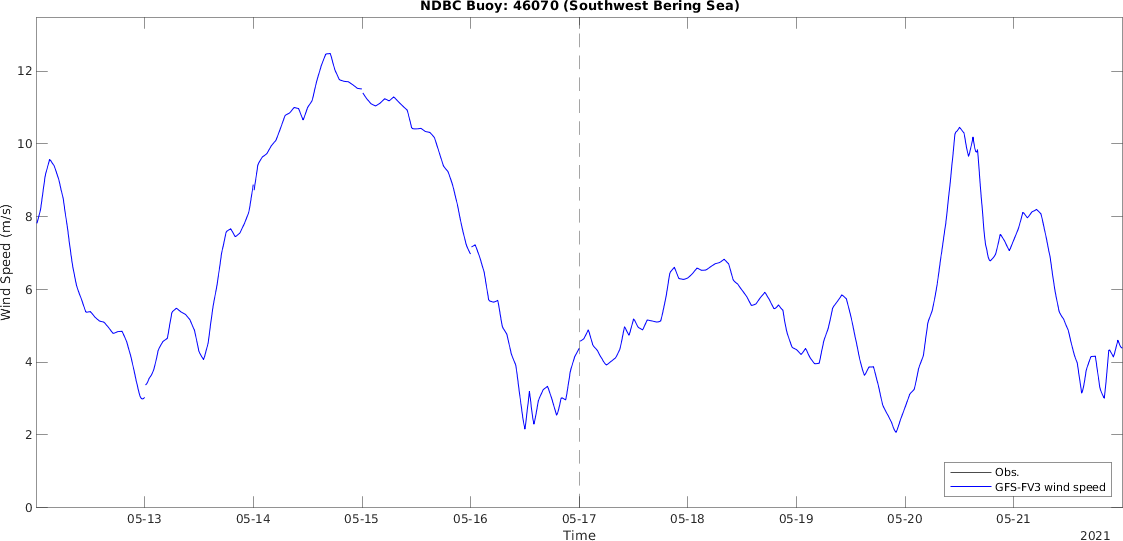 NDBC Buoy: 46070 (Southwest Bering Sea)
Wind Speed (m/s)
12
10
8
6
4
2
0
Obs.
GFS-FV3 wind speed
05-13 05-14 05-15 05-16 05-17 05-18 05-19 05-20 05-21
Time
2021